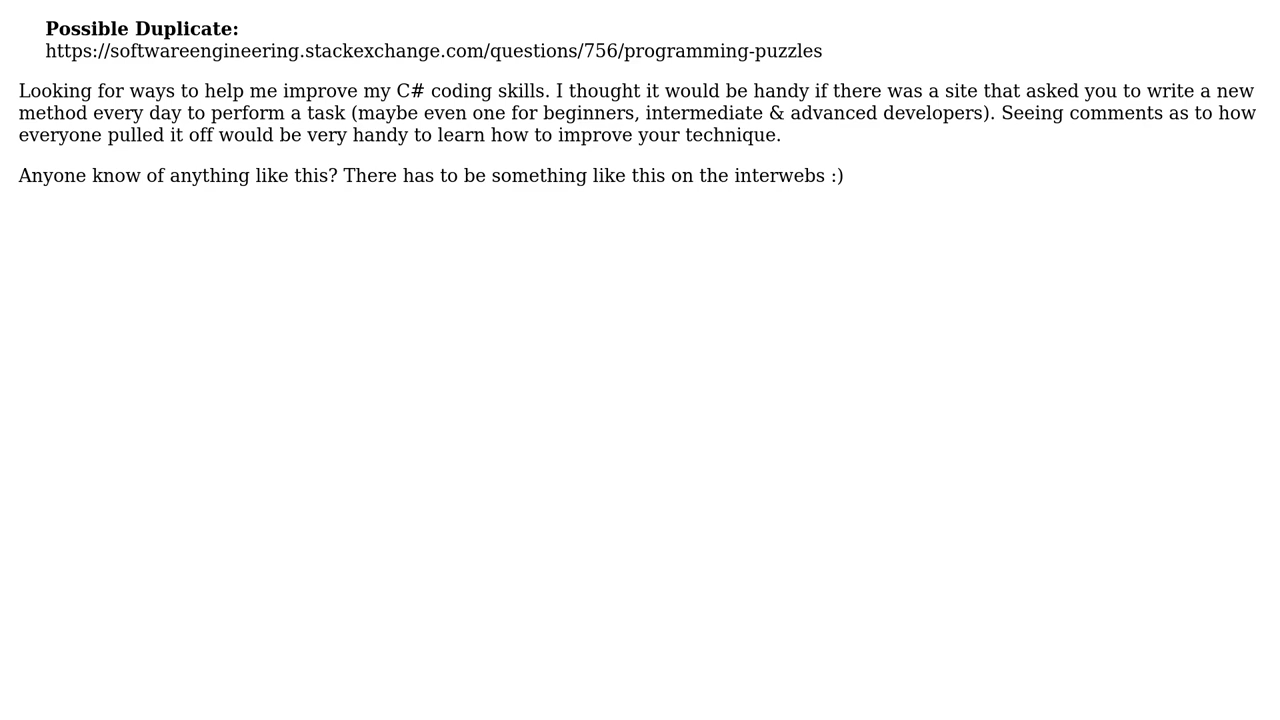 Possible Duplicate:
https://softwareengineering.stackexchange.com/questions/756/programming-puzzles
Looking for ways to help me improve my C# coding skills. I thought it would be handy if there was a site that asked you to write a new
method every day to perform a task (maybe even one for beginners, intermediate & advanced developers). Seeing comments as to how
everyone pulled it off would be very handy to learn how to improve your technique.
Anyone know of anything like this? There has to be something like this on the interwebs :)